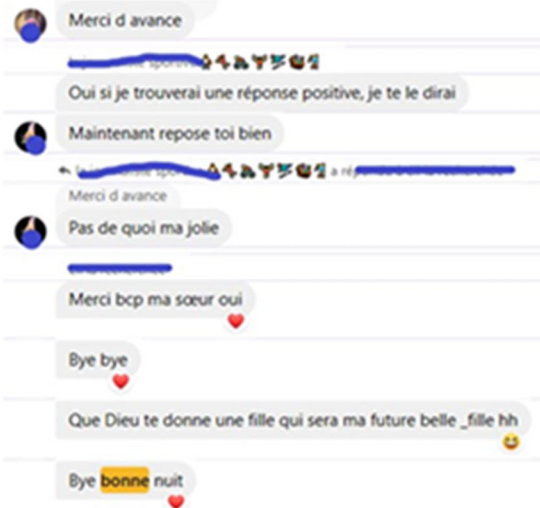 Merci d avance
Oui si je trouverai une réponse positive, je te le dirai
Maintenant repose toi bien
Merci d avance
Pas de quoi ma jolie
Merci bcp ma sœur oui
Bye bye
Que Dieu te donne une fille qui sera ma future belle _fille hh
Bye bonne nuit